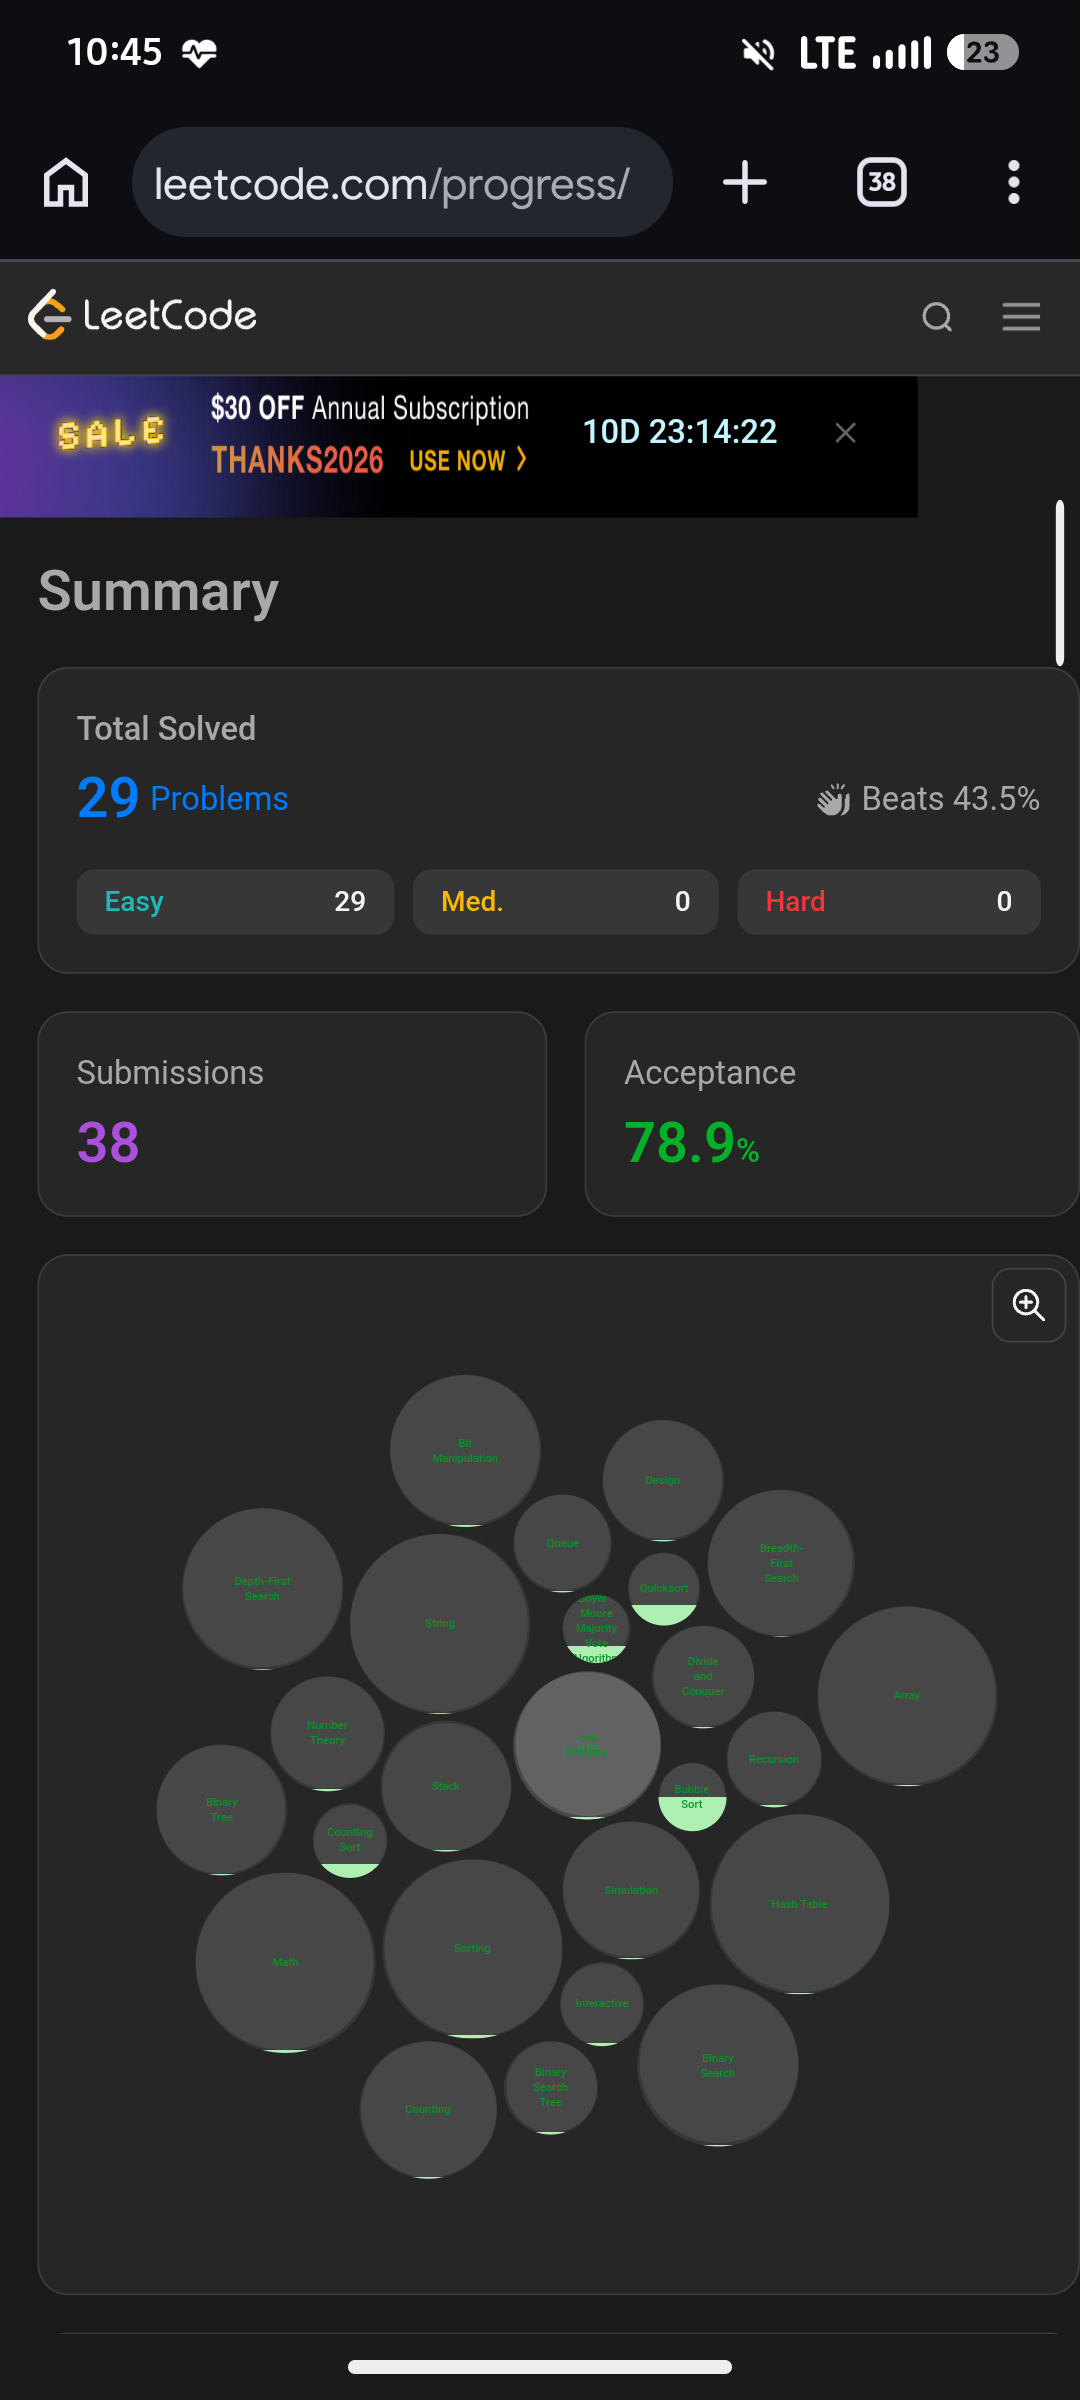 10:45
LTE
23
leetcode.com/progress/
38
LeetCode
SALE
$30 OFF Annual Subscription
THANKS2026 USE NOW
10D 23:14:22
Summary
Total Solved
29 Problems
Beats 43.5%
Easy 29
Med. 0
Hard 0
Submissions
38
Acceptance
78.9%
Bit
Manipulation
Design
Queue
Breadth-
First
Search
Depth-First
Search
Quicksort
String
Moore
Majority
Vote
Divide
and
Conquer
Array
Number
Theory
Recursion
Stack
Bubble
Sort
Binary
Tree
Counting
Sort
Simulation
Hash Table
Sorting
Math
Interactive
Binary
Search
Binary
Search
Tree
Counting